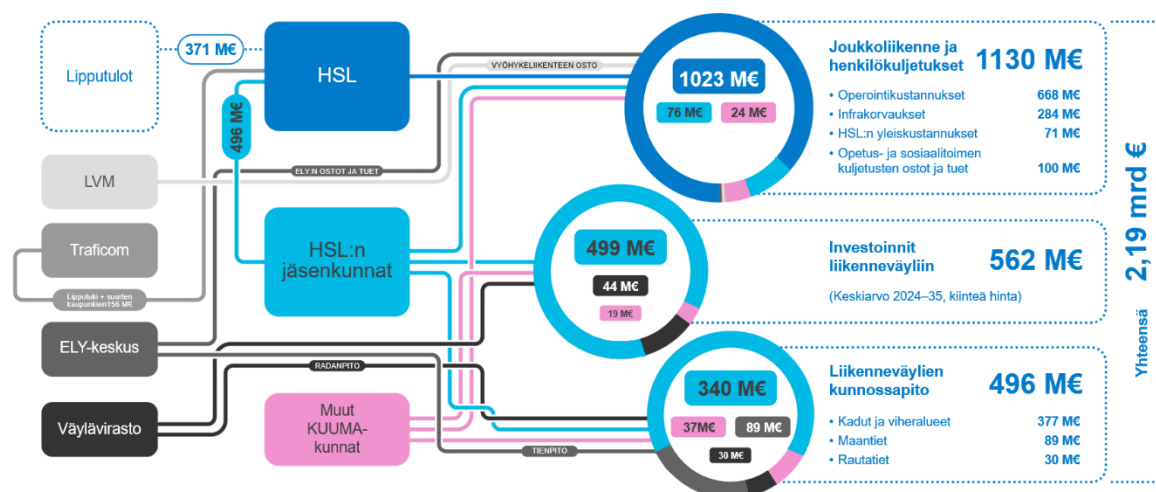 Lipputulot
371 M€
HSL
496 M€
LVM
Traficom
Lipputuki + suurten
kaupunkien156 M€
ELY-keskus
Väylävirasto
HSL:n
jäsenkunnat
Muut
KUUMA-
kunnat
VYÖHYKELIIKENTEEN OSTO
ELY:N OSTOT JA TUET
RADANPITO
TIENPITO
1023 M€
76 M€
24 M€
499 M€
44 M€
19 M€
340 M€
37M€
89 M€
30 M€
Joukkoliikenne ja
henkilökuljetukset
1130 M€
• Operointikustannukset 668 M€
• Infrakorvaukset 284 M€
• HSL:n yleiskustannukset 71 M€
• Opetus- ja sosiaalitoimen
kuljetusten ostot ja tuet 100 M€
Investoinnit
liikenneväyliin
562 M€
(Keskiarvo 2024–35, kiinteä hinta)
Liikenneväylien
kunnossapito
496 M€
• Kadut ja viheralueet 377 M€
• Maantiet 89 M€
• Rautatiet 30 M€
Yhteensä 2,19 mrd €